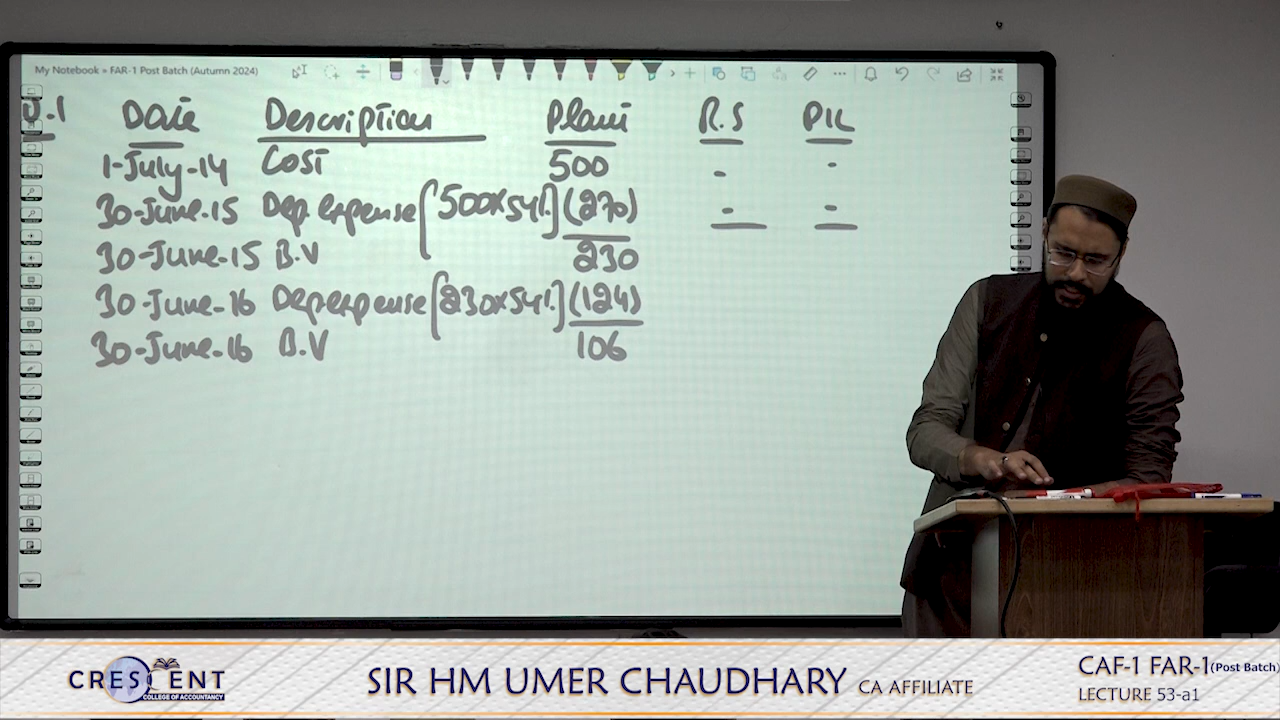 My Notebook » FAR-1 Post Batch (Autumn 2024)
Date Description Plant R.S P/L
1-July-14 Cost 500 - -
30-June-15 Dep expense [500x54%] (270) - -
30-June-15 B.V 230
30-June-16 Dep expense [230x54%] (124)
30-June-16 B.V 106
CRESCENT
COLLEGE OF ACCOUNTANCY
SIR HM UMER CHAUDHARY CA AFFILIATE
CAF-1 FAR-1 (Post Batch)
LECTURE 53-a1